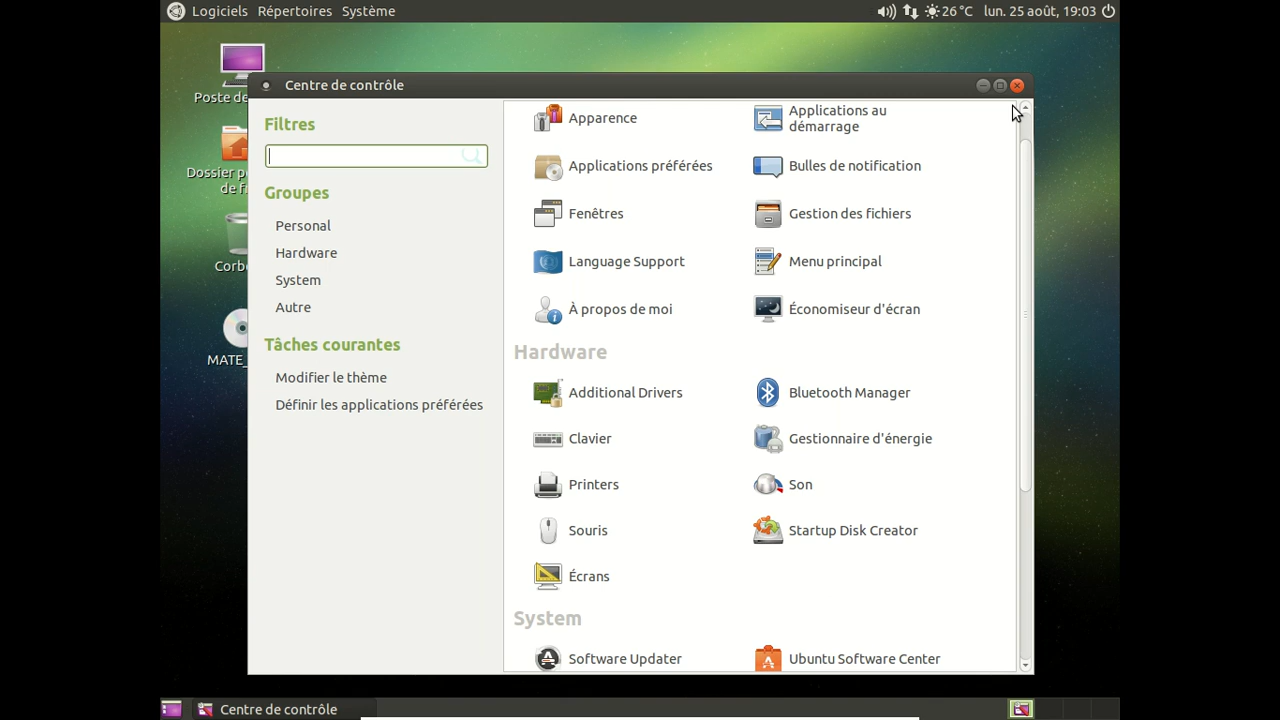 Logiciels Répertoires Système
26 °C lun. 25 août, 19:03
Poste de
Dossier
de
Corb
MATE_
Centre de contrôle
Filtres
Groupes
Personal
Hardware
System
Autre
Tâches courantes
Modifier le thème
Définir les applications préférées
Apparence
Applications au
démarrage
Applications préférées
Bulles de notification
Fenêtres
Gestion des fichiers
Language Support
Menu principal
À propos de moi
Économiseur d'écran
Hardware
Additional Drivers
Bluetooth Manager
Clavier
Gestionnaire d'énergie
Printers
Son
Souris
Startup Disk Creator
Écrans
System
Software Updater
Ubuntu Software Center
Centre de contrôle